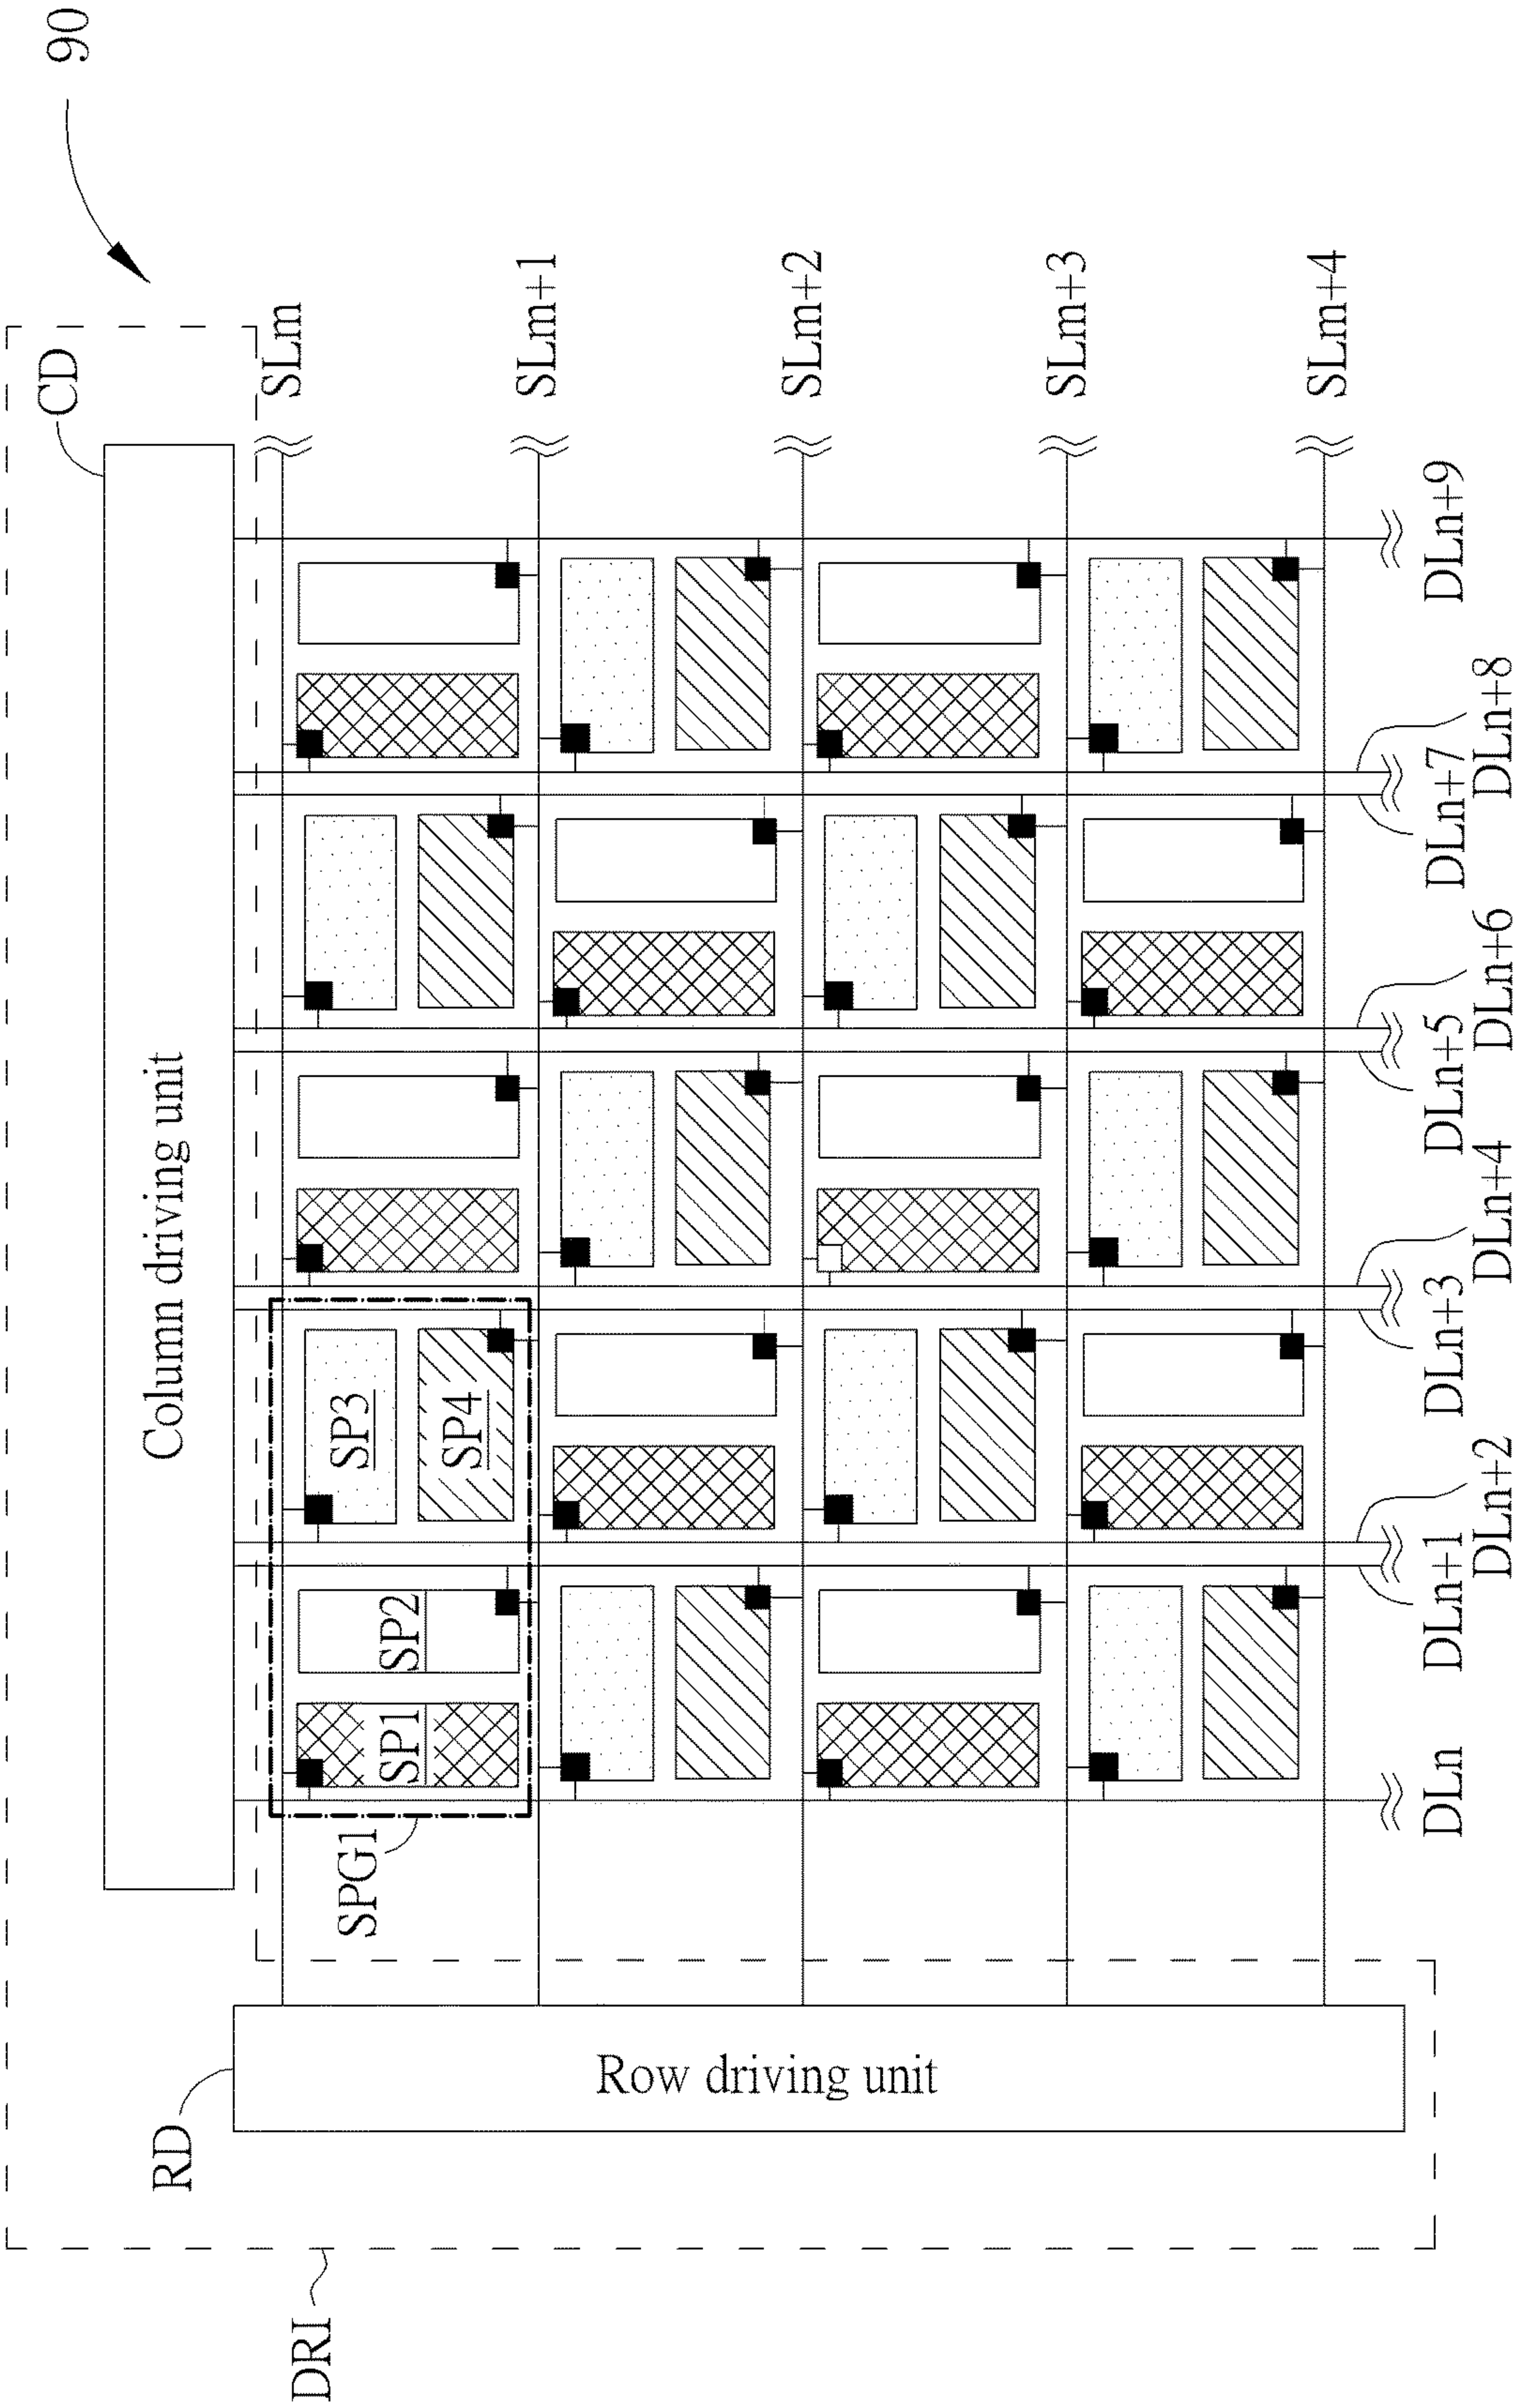 90
CD
Column driving unit
DRI
RD
Row driving unit
SPG1
SP1
SP2
SP3
SP4
SLm
SLm+1
SLm+2
SLm+3
SLm+4
DLn
DLn+1
DLn+2
DLn+3
DLn+4
DLn+5
DLn+6
DLn+7
DLn+8
DLn+9